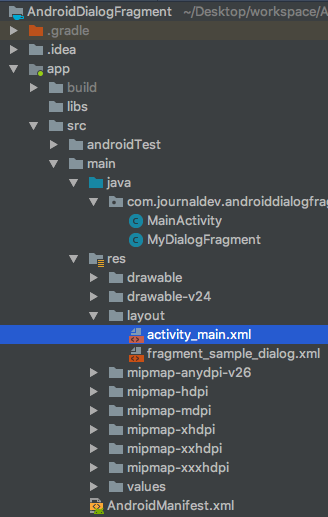 AndroidDialogFragment ~/Desktop/workspace/A
.gradle
.idea
app
build
libs
src
androidTest
main
java
com.journaldev.androiddialogfrag
MainActivity
MyDialogFragment
res
drawable
drawable-v24
layout
activity_main.xml
fragment_sample_dialog.xml
mipmap-anydpi-v26
mipmap-hdpi
mipmap-mdpi
mipmap-xhdpi
mipmap-xxhdpi
mipmap-xxxhdpi
values
AndroidManifest.xml